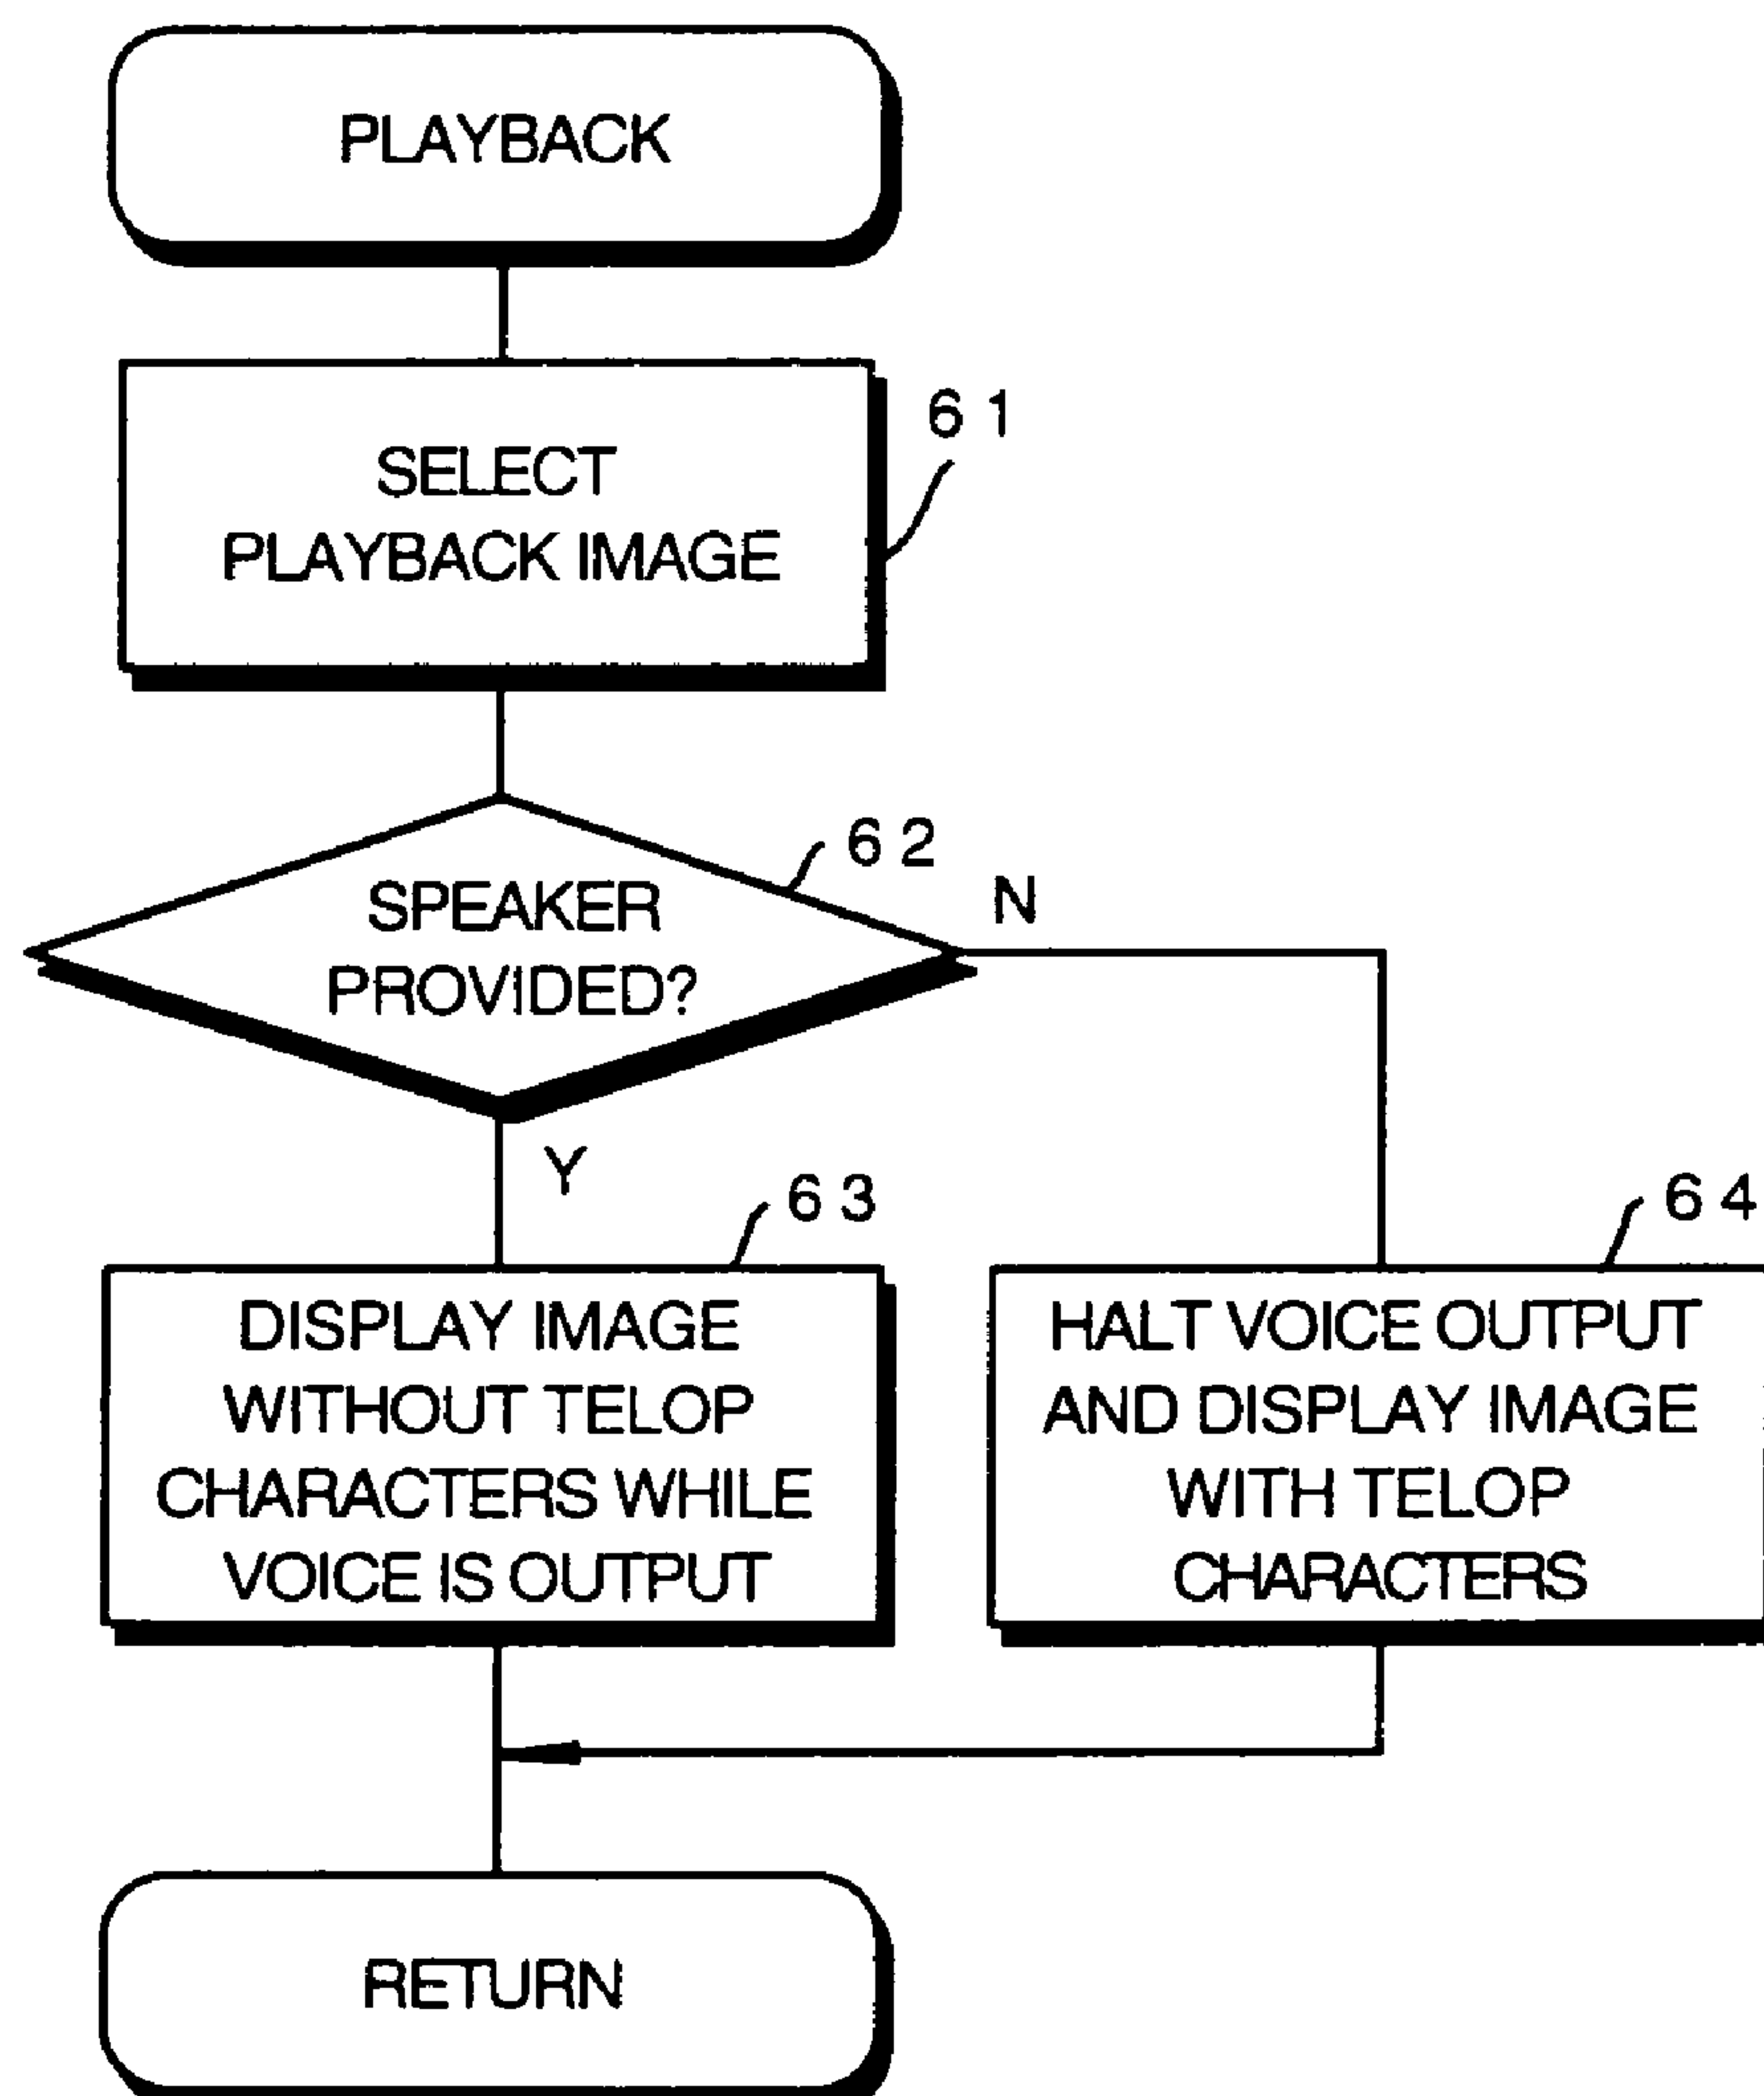 PLAYBACK
SELECT
PLAYBACK IMAGE
6 1
SPEAKER
PROVIDED?
6 2
N
Y
6 3
DISPLAY IMAGE
WITHOUT TELOP
CHARACTERS WHILE
VOICE IS OUTPUT
6 4
HALT VOICE OUTPUT
AND DISPLAY IMAGE
WITH TELOP
CHARACTERS
RETURN